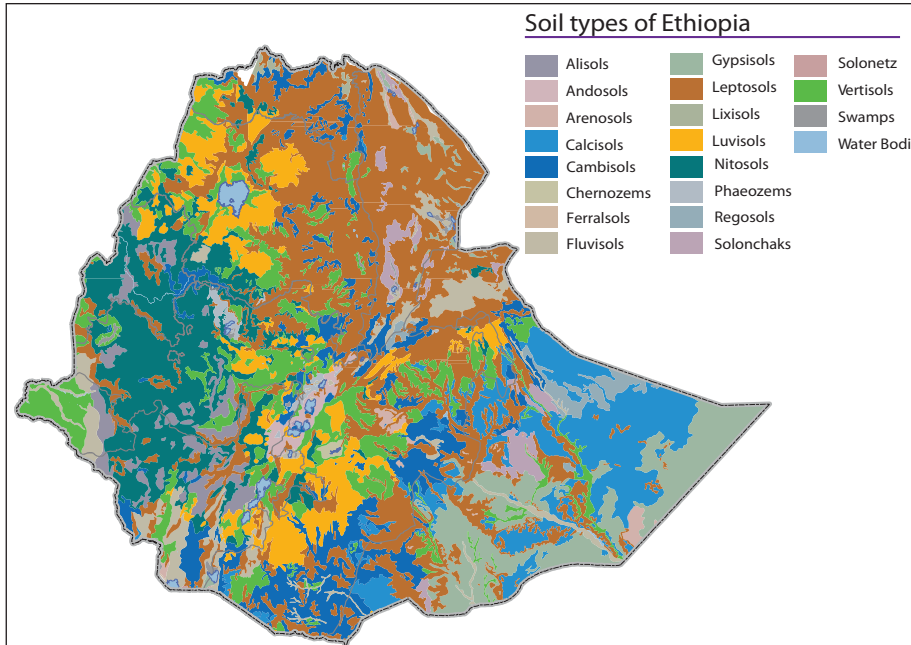 Soil types of Ethiopia
Alisols
Andosols
Arenosols
Calcisols
Cambisols
Chernozems
Ferralsols
Fluvisols
Gypsisols
Leptosols
Lixisols
Luvisols
Nitosols
Phaeozems
Regosols
Solonchaks
Solonetz
Vertisols
Swamps
Water Bodi